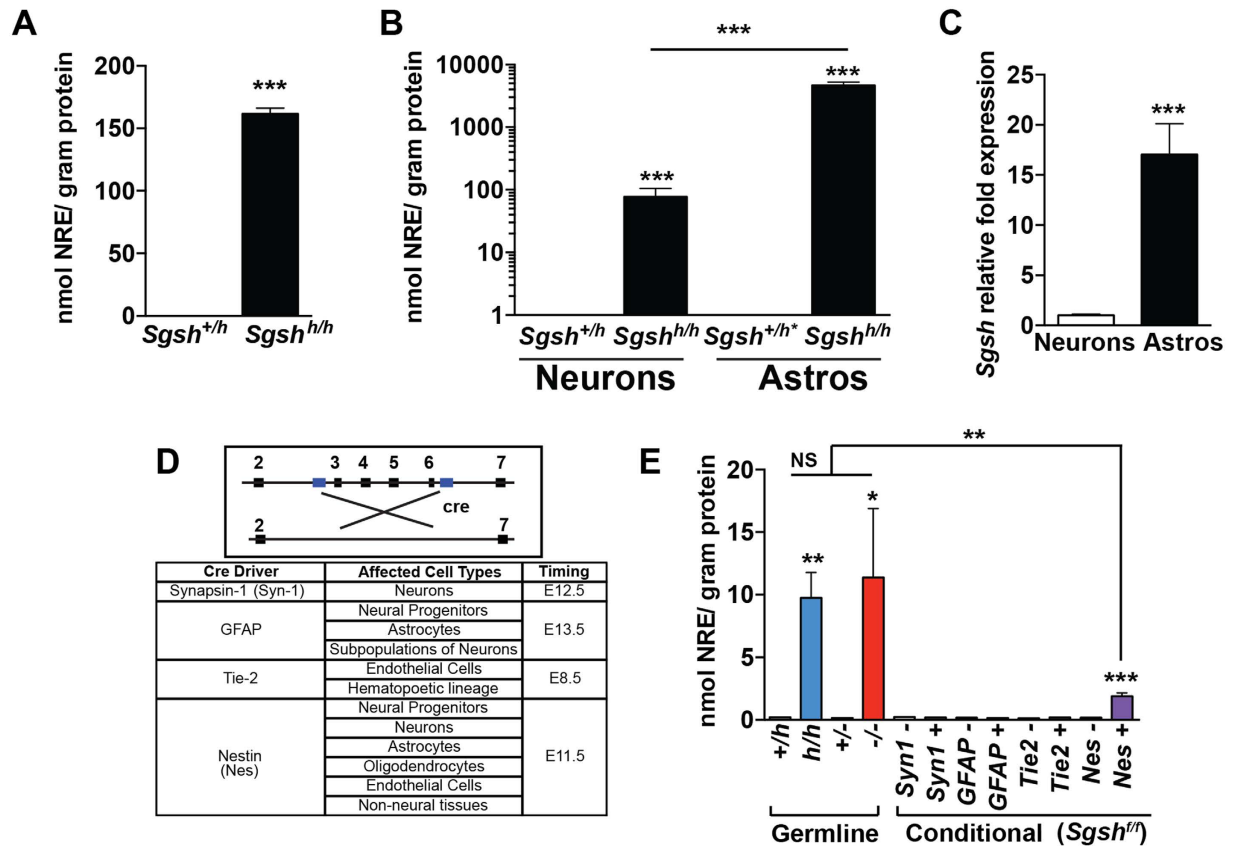 A
nmol NRE/ gram protein
200
150
100
50
0
***
Sgsh+/h Sgshh/h
B
nmol NRE/ gram protein
10000
1000
100
10
1
***
***
***
Sgsh+/h Sgshh/h Sgsh+/h* Sgshh/h
Neurons Astros
C
Sgsh relative fold expression
25
20
15
10
5
0
***
Neurons Astros
D
2 3 4 5 6 7
cre
2 7
Cre Driver Affected Cell Types Timing
Synapsin-1 (Syn-1) Neurons E12.5
GFAP Neural Progenitors E13.5
Astrocytes
Subpopulations of Neurons
Tie-2 Endothelial Cells E8.5
Hematopoetic lineage
Nestin (Nes) Neural Progenitors E11.5
Neurons
Astrocytes
Oligodendrocytes
Endothelial Cells
Non-neural tissues
E
nmol NRE/ gram protein
20
15
10
5
0
**
NS
**
*
***
+/h h/h +/- -/- Syn1 - Syn1 + GFAP - GFAP + Tie2 - Tie2 + Nes - Nes +
Germline Conditional (Sgshf/f)